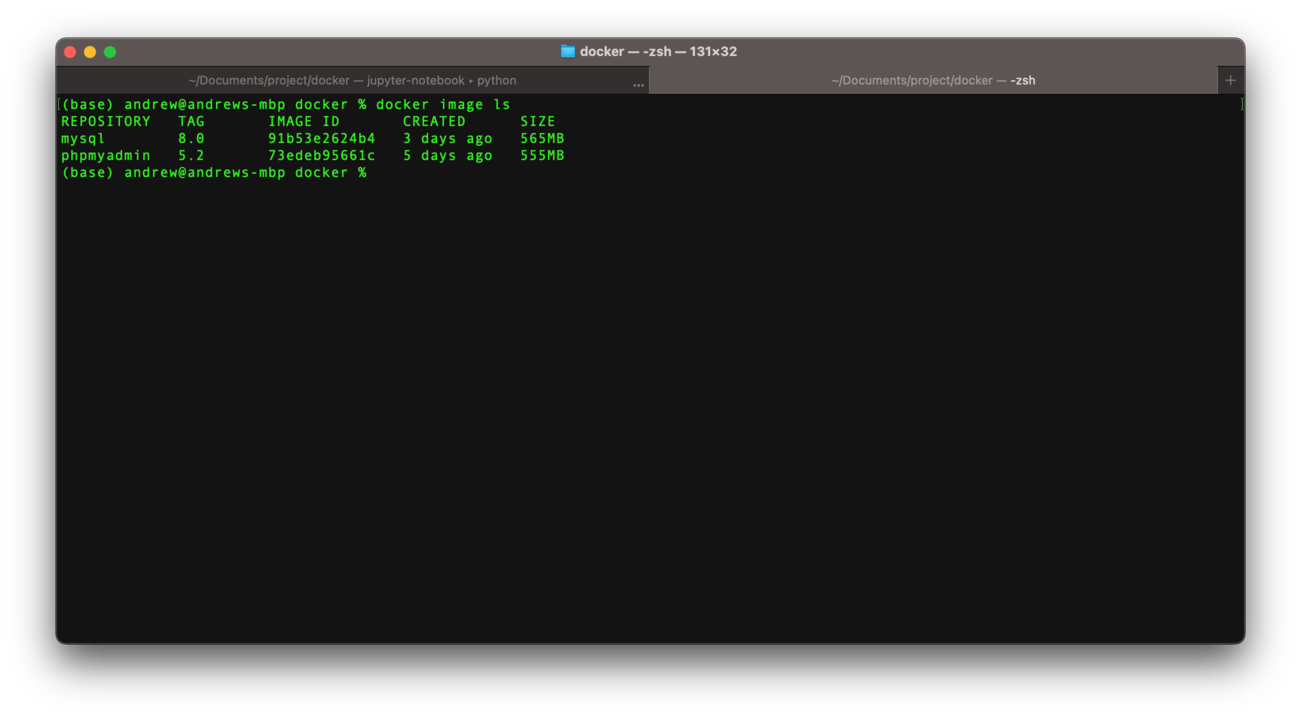 docker — -zsh — 131×32
~/Documents/project/docker — jupyter-notebook • python ... ~/Documents/project/docker — -zsh +
[(base) andrew@andrews-mbp docker % docker image ls ]
REPOSITORY TAG IMAGE ID CREATED SIZE
mysql 8.0 91b53e2624b4 3 days ago 565MB
phpmyadmin 5.2 73edeb95661c 5 days ago 555MB
(base) andrew@andrews-mbp docker %